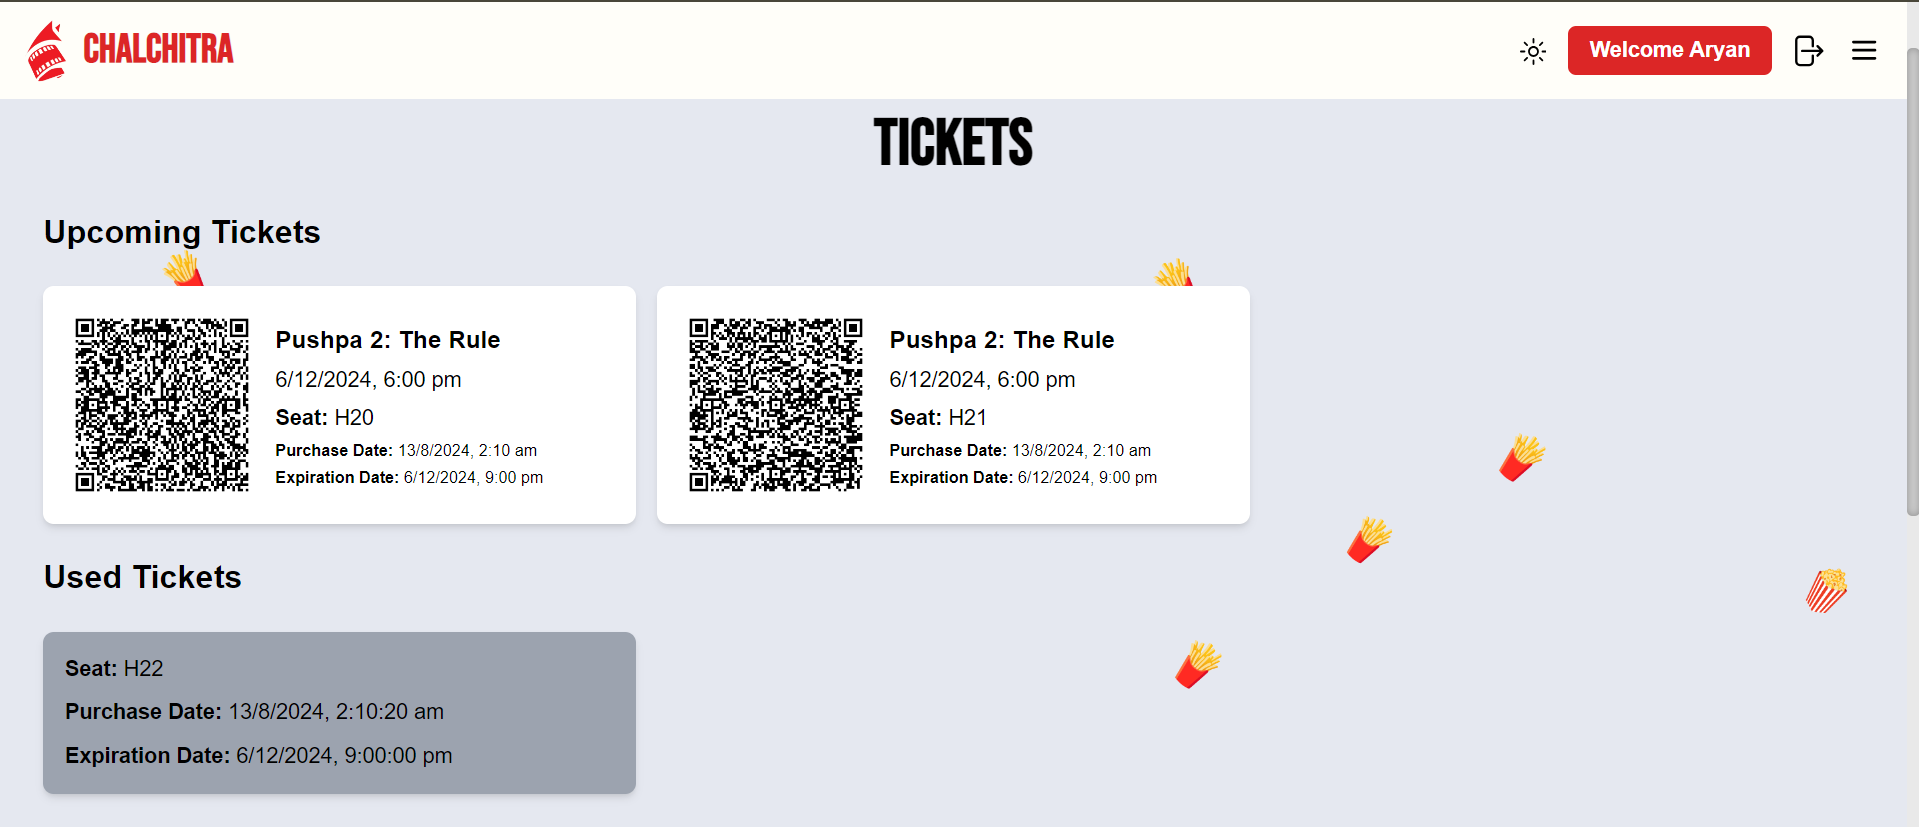 CHALCHITRA
Welcome Aryan
TICKETS
Upcoming Tickets
Pushpa 2: The Rule
6/12/2024, 6:00 pm
Seat: H20
Purchase Date: 13/8/2024, 2:10 am
Expiration Date: 6/12/2024, 9:00 pm
Pushpa 2: The Rule
6/12/2024, 6:00 pm
Seat: H21
Purchase Date: 13/8/2024, 2:10 am
Expiration Date: 6/12/2024, 9:00 pm
Used Tickets
Seat: H22
Purchase Date: 13/8/2024, 2:10:20 am
Expiration Date: 6/12/2024, 9:00:00 pm